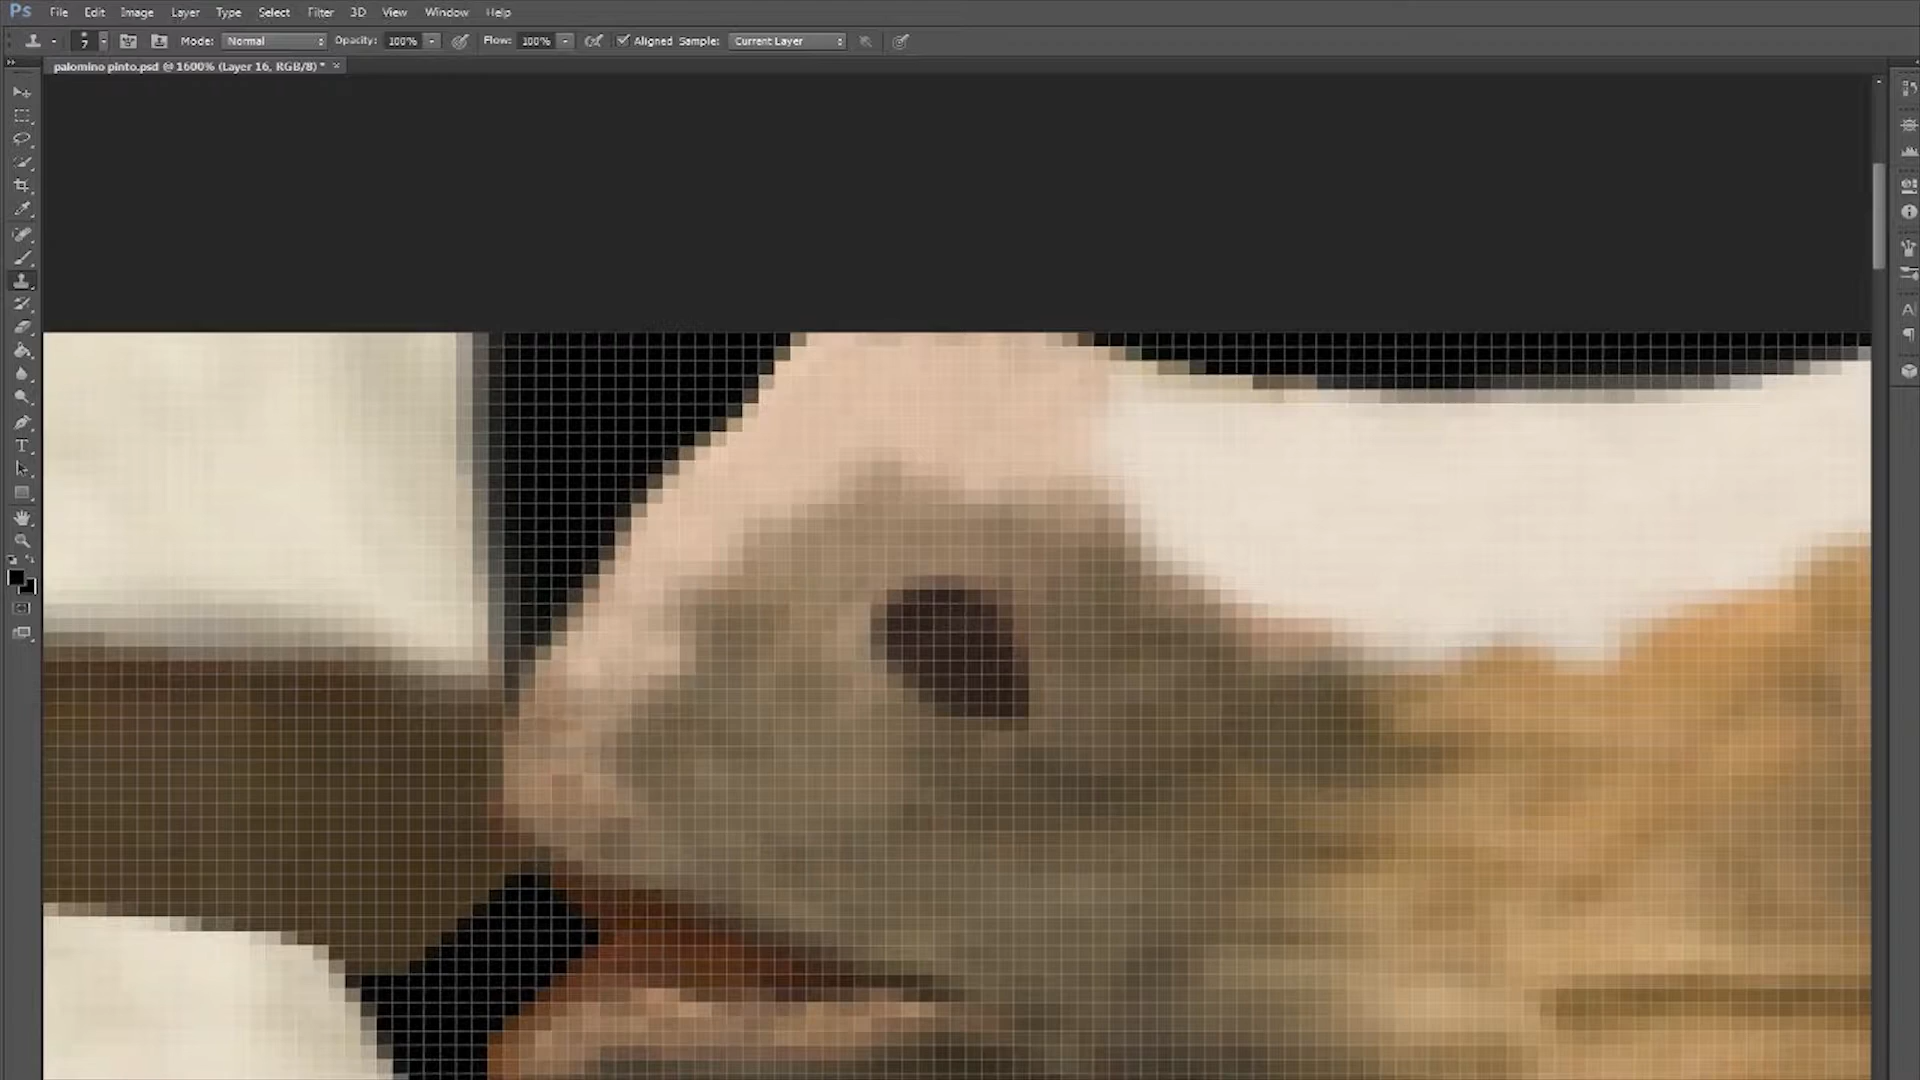 Ps File Edit Image Layer Type Select Filter 3D View Window Help
7 Mode: Normal Opacity: 100% Flow: 100% Aligned Sample: Current Layer
palomino pinto.psd @ 1600% (Layer 16, RGB/8) * ×
T
A